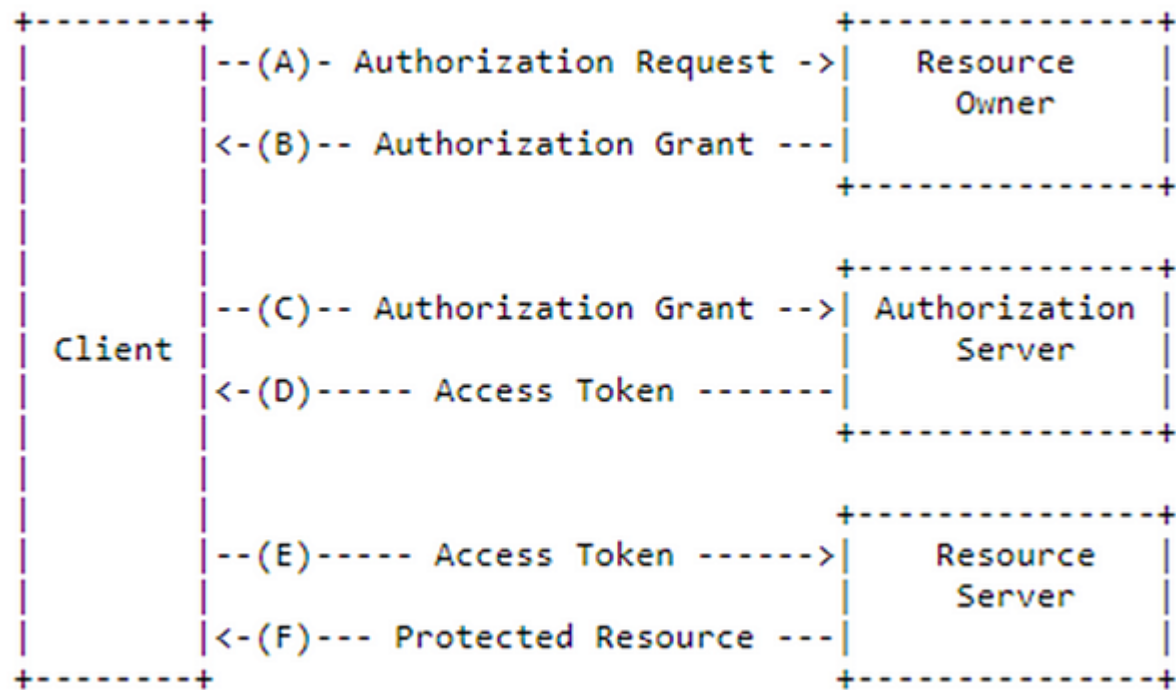 +--------+                               +---------------+
|        |--(A)- Authorization Request ->|   Resource    |
|        |                               |     Owner     |
|        |<-(B)-- Authorization Grant ---|               |
|        |                               +---------------+
|        |
|        |                               +---------------+
|        |--(C)-- Authorization Grant -->| Authorization |
| Client |                               |     Server    |
|        |<-(D)----- Access Token -------|               |
|        |                               +---------------+
|        |
|        |                               +---------------+
|        |--(E)----- Access Token ------>|    Resource   |
|        |                               |     Server    |
|        |<-(F)--- Protected Resource ---|               |
+--------+                               +---------------+